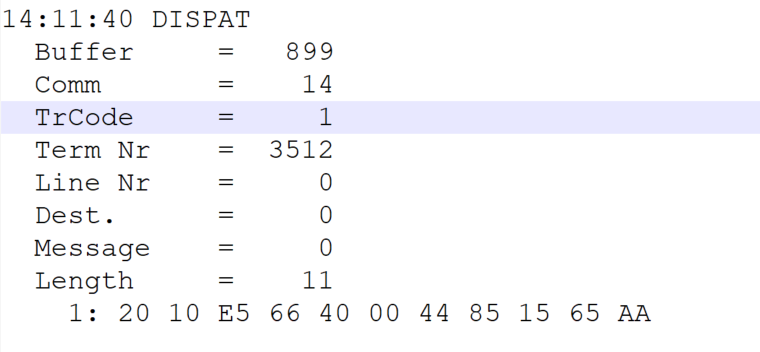 14:11:40 DISPAT
Buffer = 899
Comm = 14
TrCode = 1
Term Nr = 3512
Line Nr = 0
Dest. = 0
Message = 0
Length = 11
1: 20 10 E5 66 40 00 44 85 15 65 AA